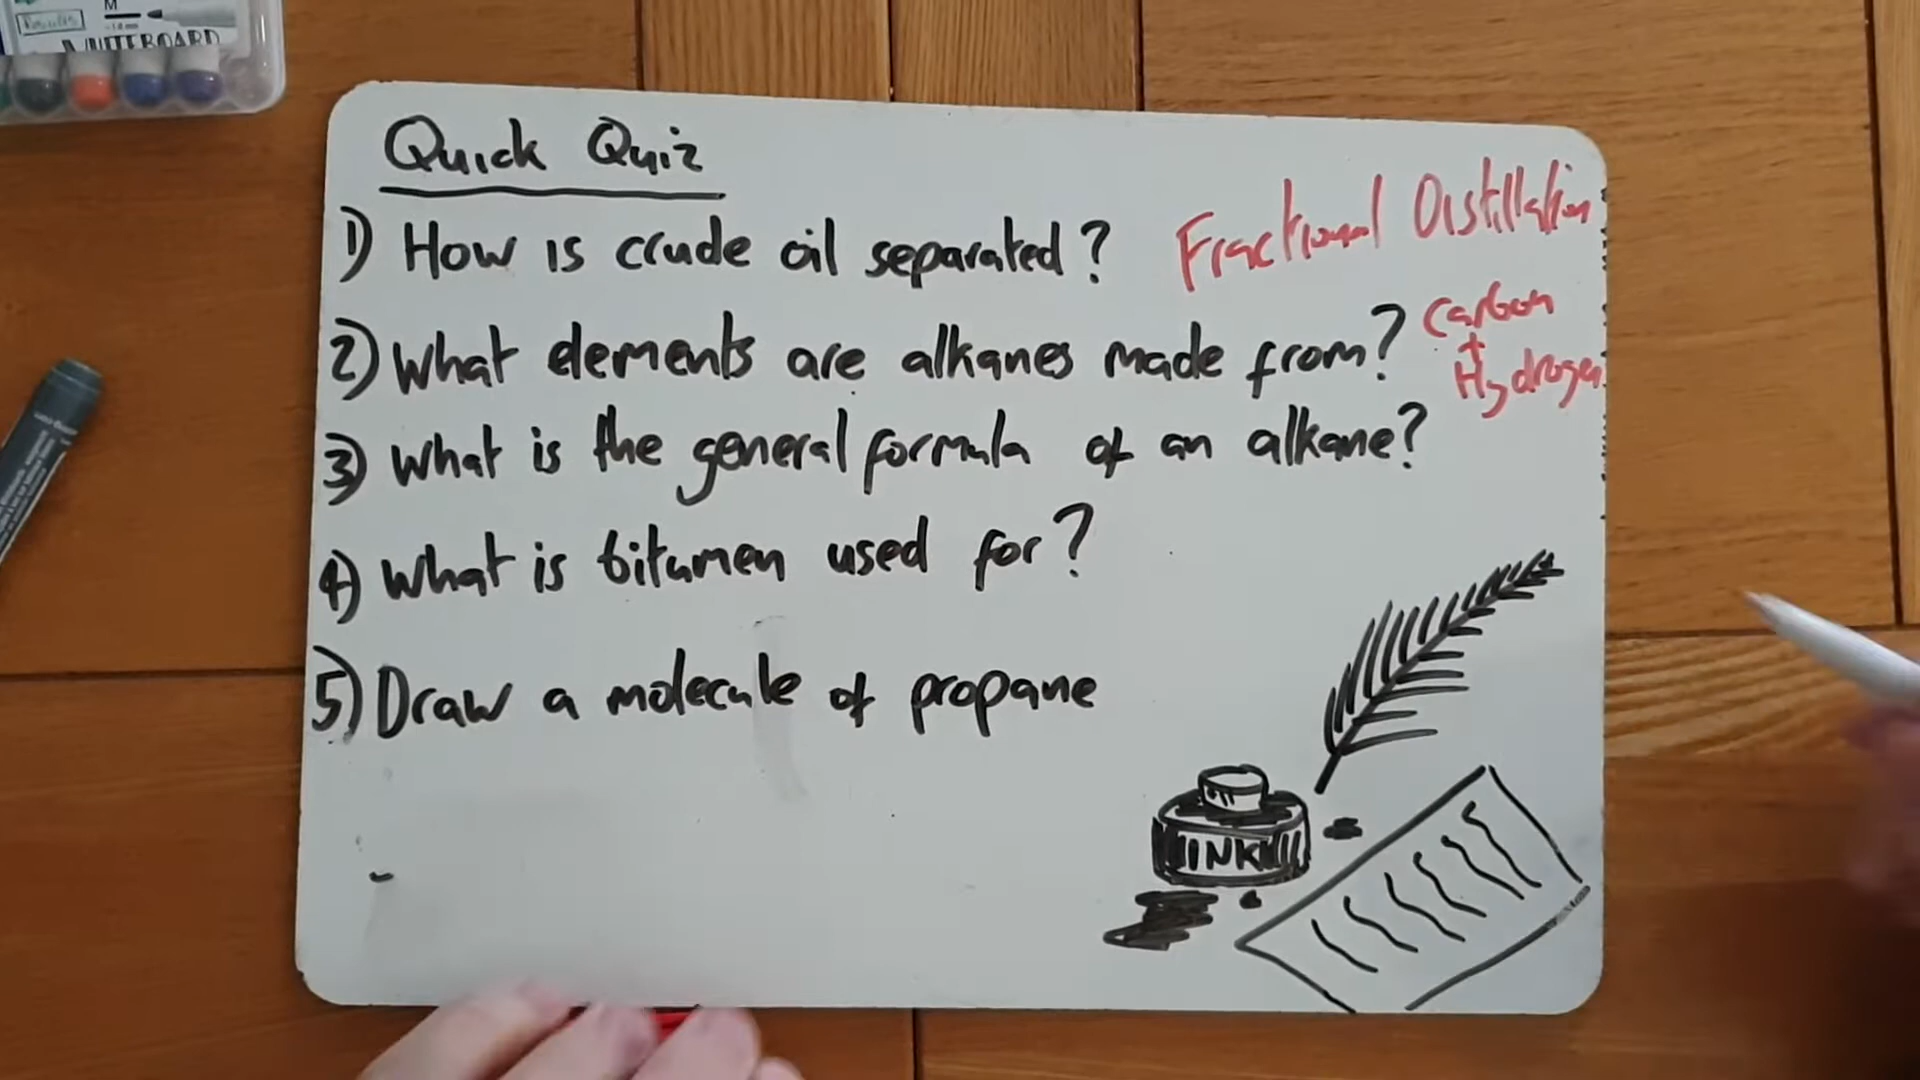 Results
M
WHITEBOARD
Quick Quiz
1) How is crude oil separated? Fractional Distillation
2) What elements are alkanes made from? Carbon
+
Hydrogen
3) What is the general formula of an alkane?
4) What is bitumen used for?
5) Draw a molecule of propane
INK